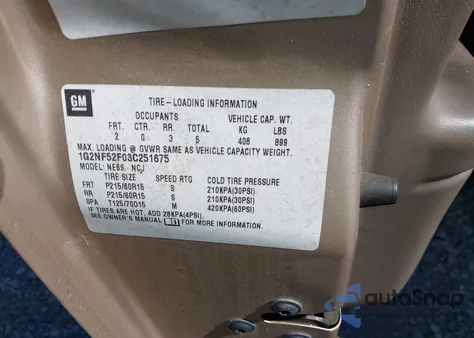 GM
TIRE-LOADING INFORMATION
OCCUPANTS VEHICLE CAP. WT.
FRT. CTR. RR. TOTAL KG LBS
2 0 3 5 408 899
MAX. LOADING @ GVWR SAME AS VEHICLE CAPACITY WEIGHT.
1G2NF52F03C251675
MODEL: NE69 NCJ
TIRE SIZE SPEED RTG COLD TIRE PRESSURE
FRT P215/60R15 S 210KPA(30PSI)
RR P215/60R15 S 210KPA(30PSI)
SPA T125/70D15 M 420KPA(60PSI)
IF TIRES ARE HOT, ADD 28KPA(4PSI).
SEE OWNER'S MANUAL FOR MORE INFORMATION.
autoSnap